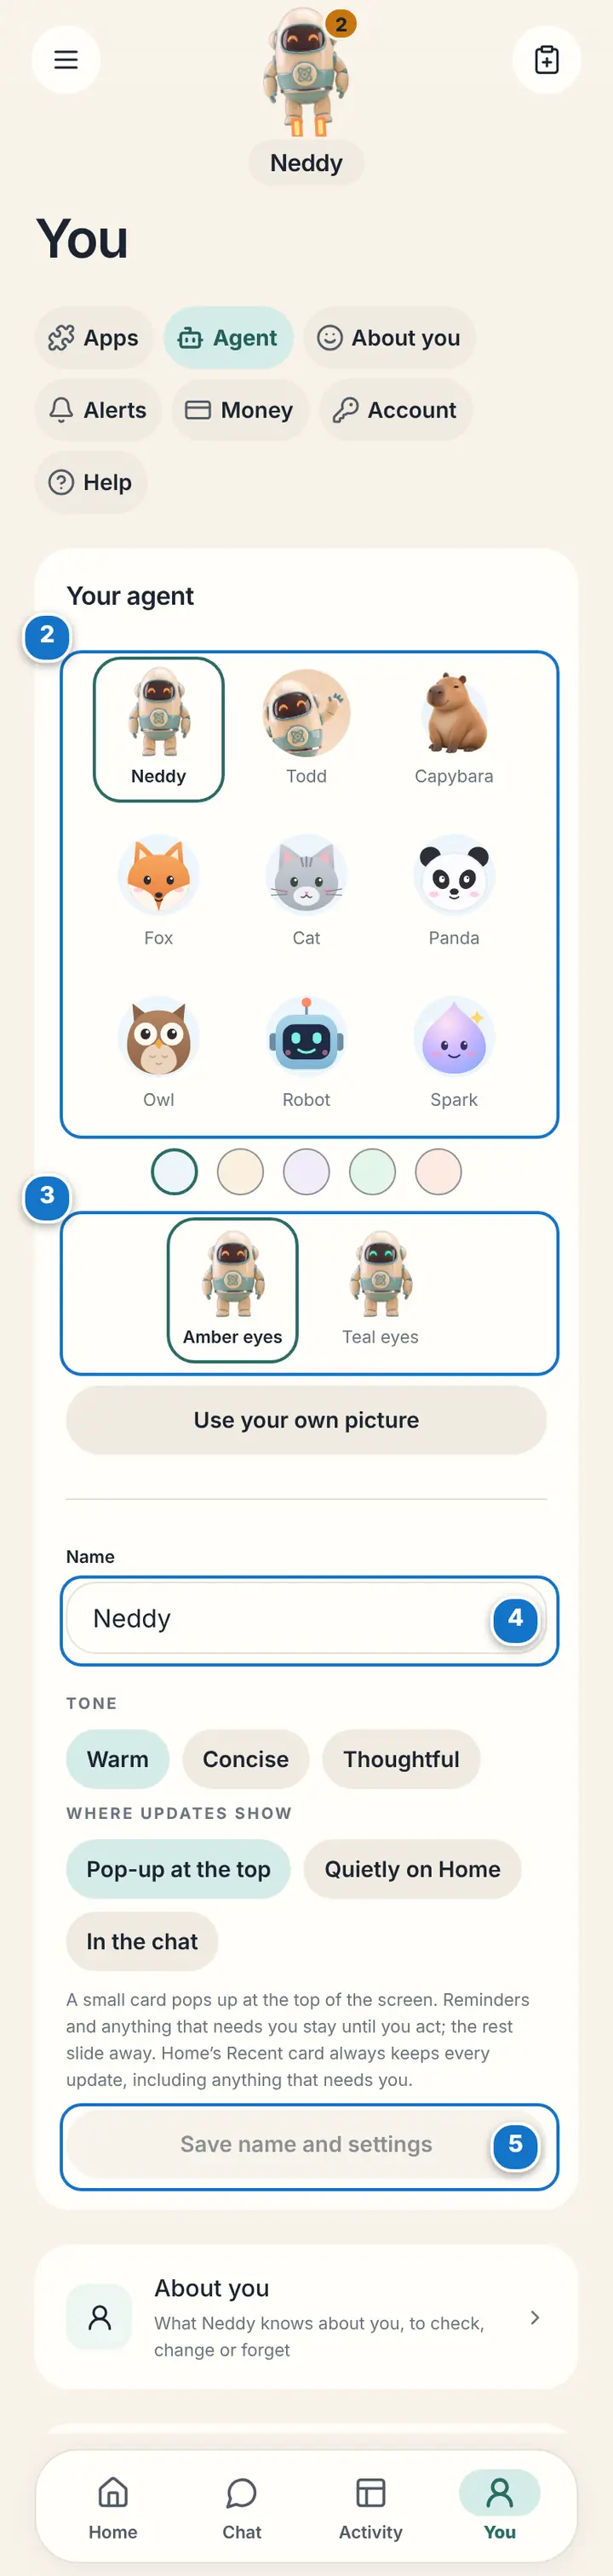 2
Neddy
You
Apps
Agent
About you
Alerts
Money
Account
Help
Your agent
2
Neddy
Todd
Capybara
Fox
Cat
Panda
Owl
Robot
Spark
3
Amber eyes
Teal eyes
Use your own picture
Name
Neddy
4
TONE
Warm
Concise
Thoughtful
WHERE UPDATES SHOW
Pop-up at the top
Quietly on Home
In the chat
A small card pops up at the top of the screen. Reminders
and anything that needs you stay until you act; the rest
slide away. Home’s Recent card always keeps every
update, including anything that needs you.
Save name and settings
5
About you
What Neddy knows about you, to check,
change or forget
Home
Chat
Activity
You